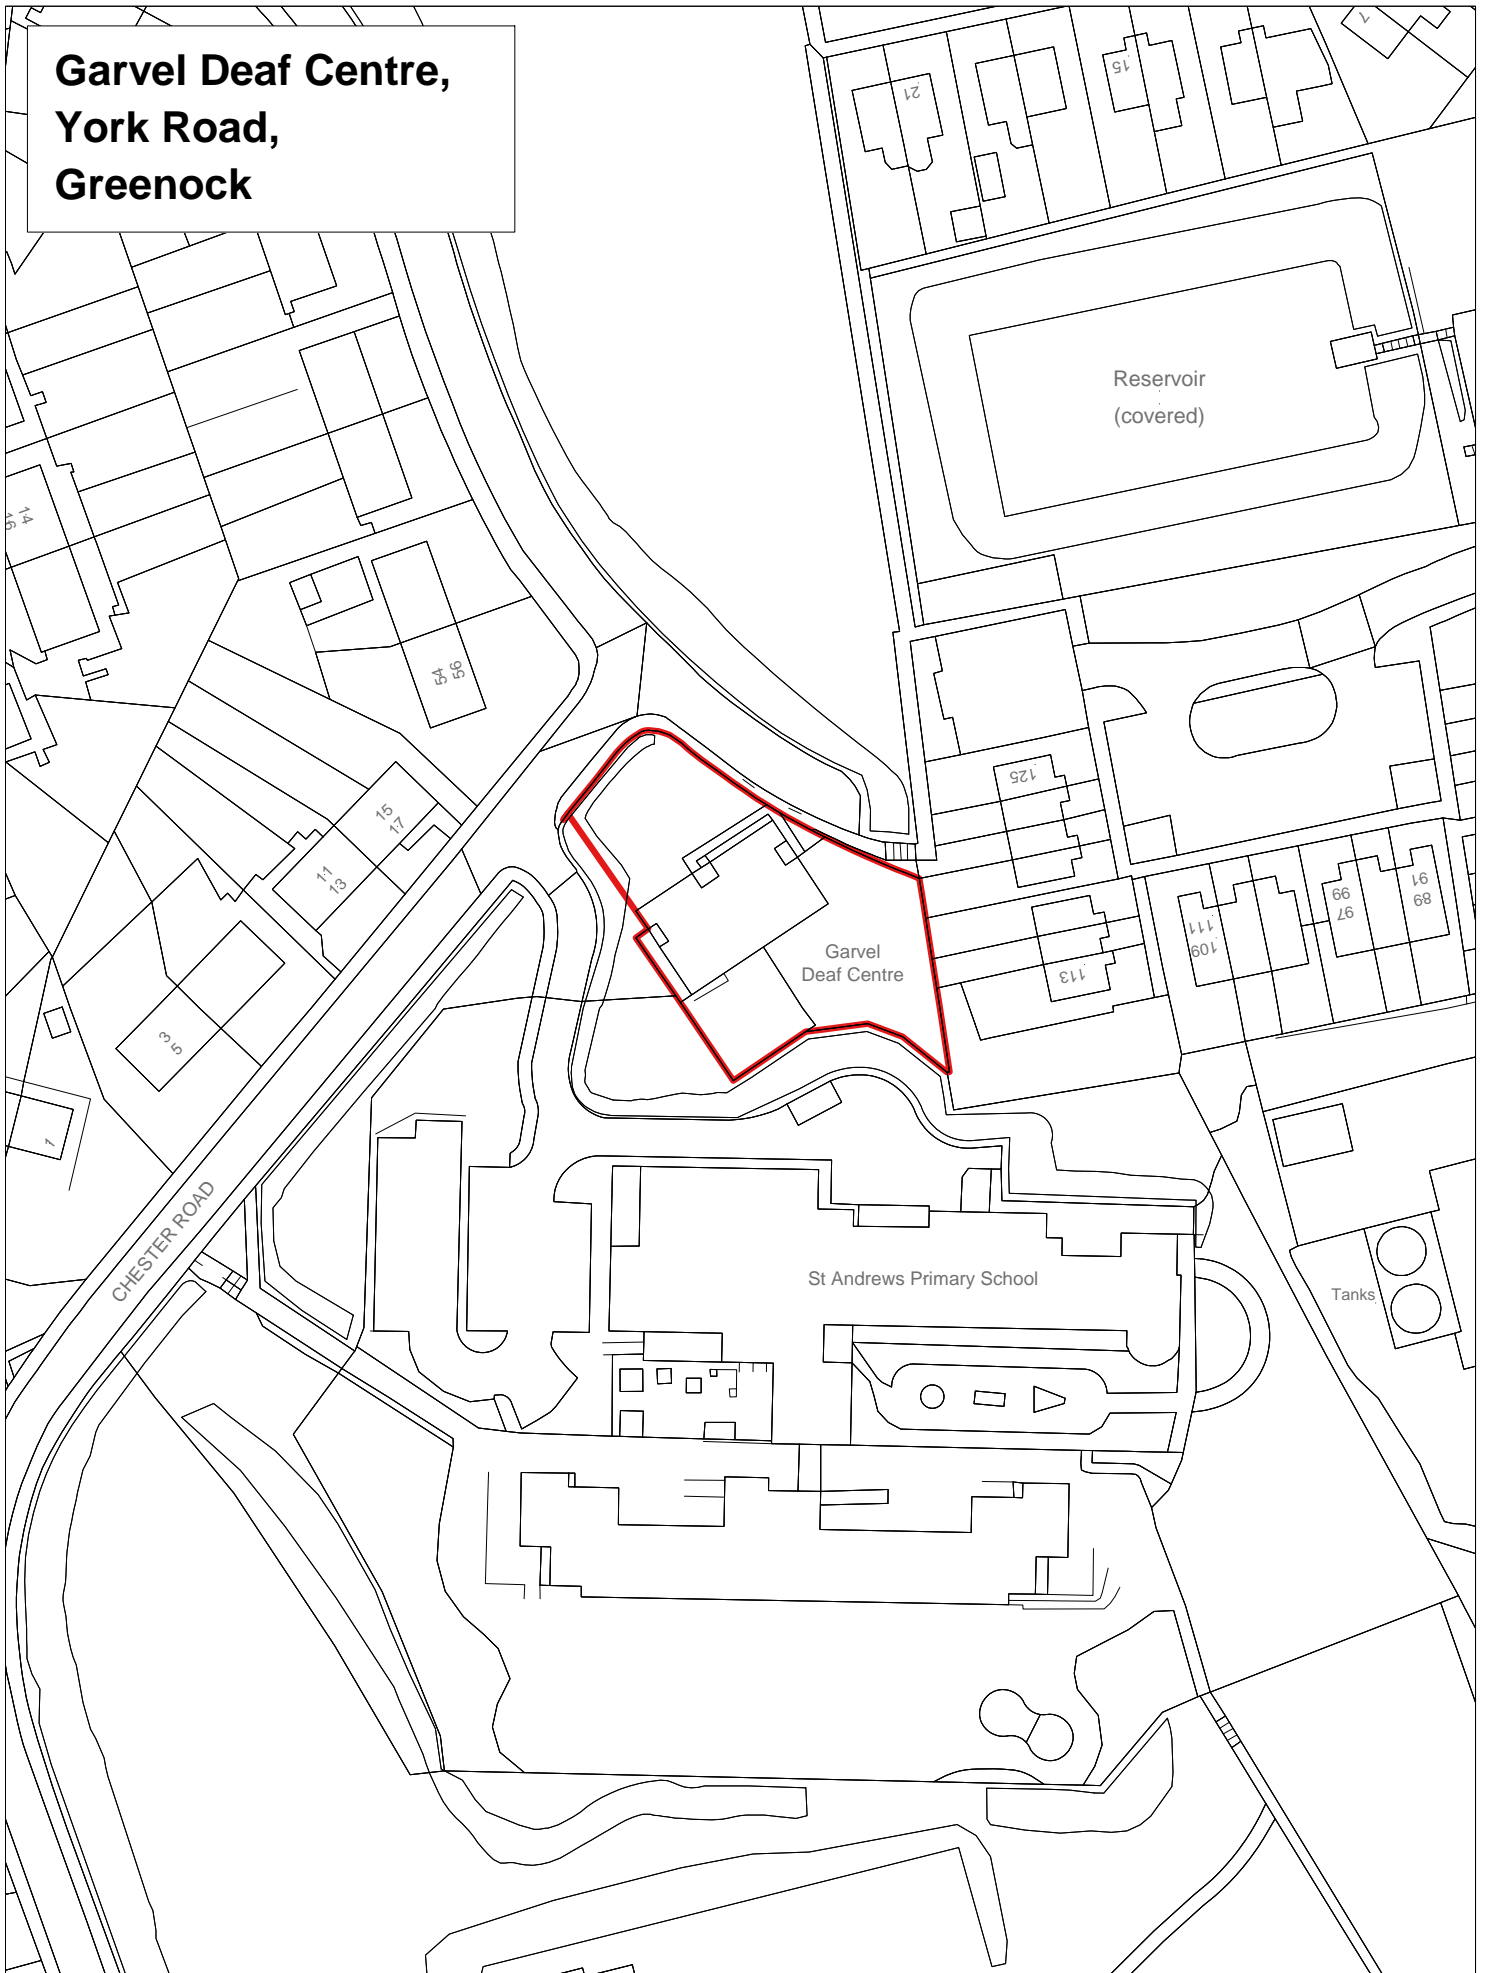 Garvel Deaf Centre,
York Road,
Greenock
7
15
21
Reservoir
(covered)
14
16
56
54
125
15
17
11
13
91
89
99
97
111
109
Garvel
Deaf Centre
113
3
5
1
CHESTER ROAD
St Andrews Primary School
Tanks